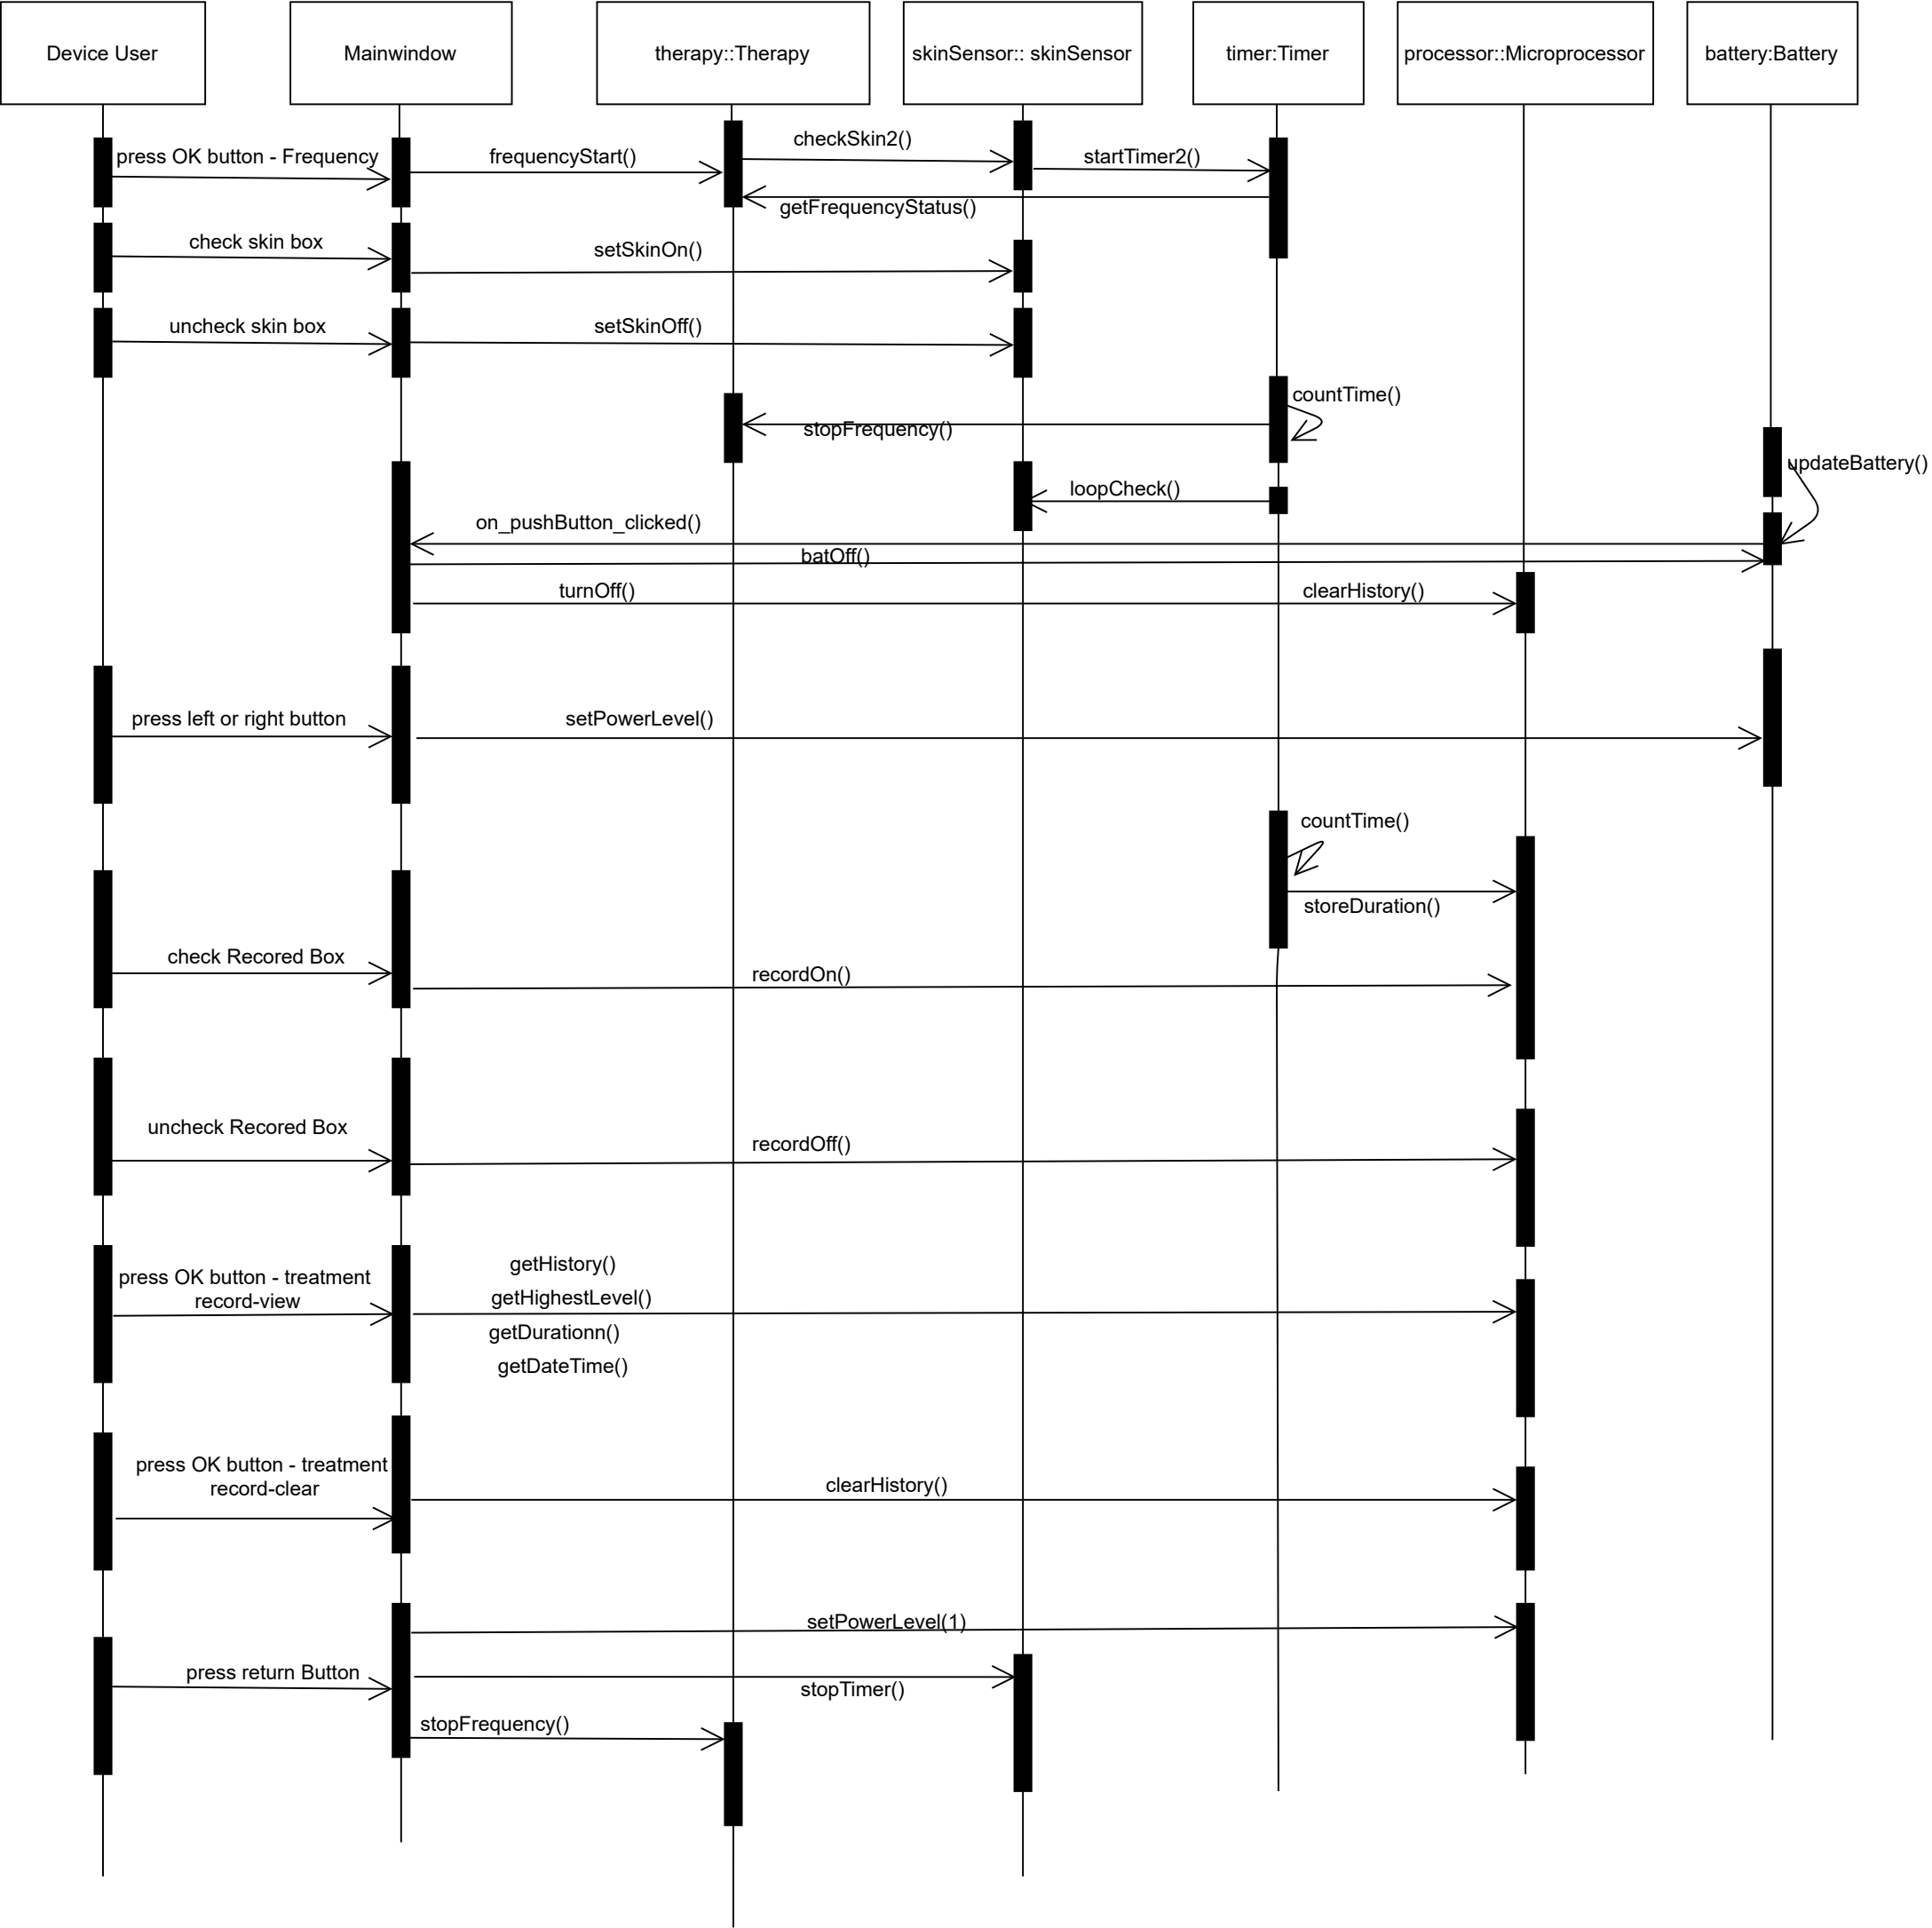 Device User
Mainwindow
therapy::Therapy
skinSensor:: skinSensor
timer:Timer
processor::Microprocessor
battery:Battery
press OK button - Frequency
frequencyStart()
checkSkin2()
startTimer2()
getFrequencyStatus()
check skin box
setSkinOn()
uncheck skin box
setSkinOff()
countTime()
stopFrequency()
updateBattery()
loopCheck()
on_pushButton_clicked()
batOff()
turnOff()
clearHistory()
press left or right button
setPowerLevel()
countTime()
storeDuration()
check Recored Box
recordOn()
uncheck Recored Box
recordOff()
press OK button - treatment
record-view
getHistory()
getHighestLevel()
getDurationn()
getDateTime()
press OK button - treatment
record-clear
clearHistory()
setPowerLevel(1)
press return Button
stopTimer()
stopFrequency()